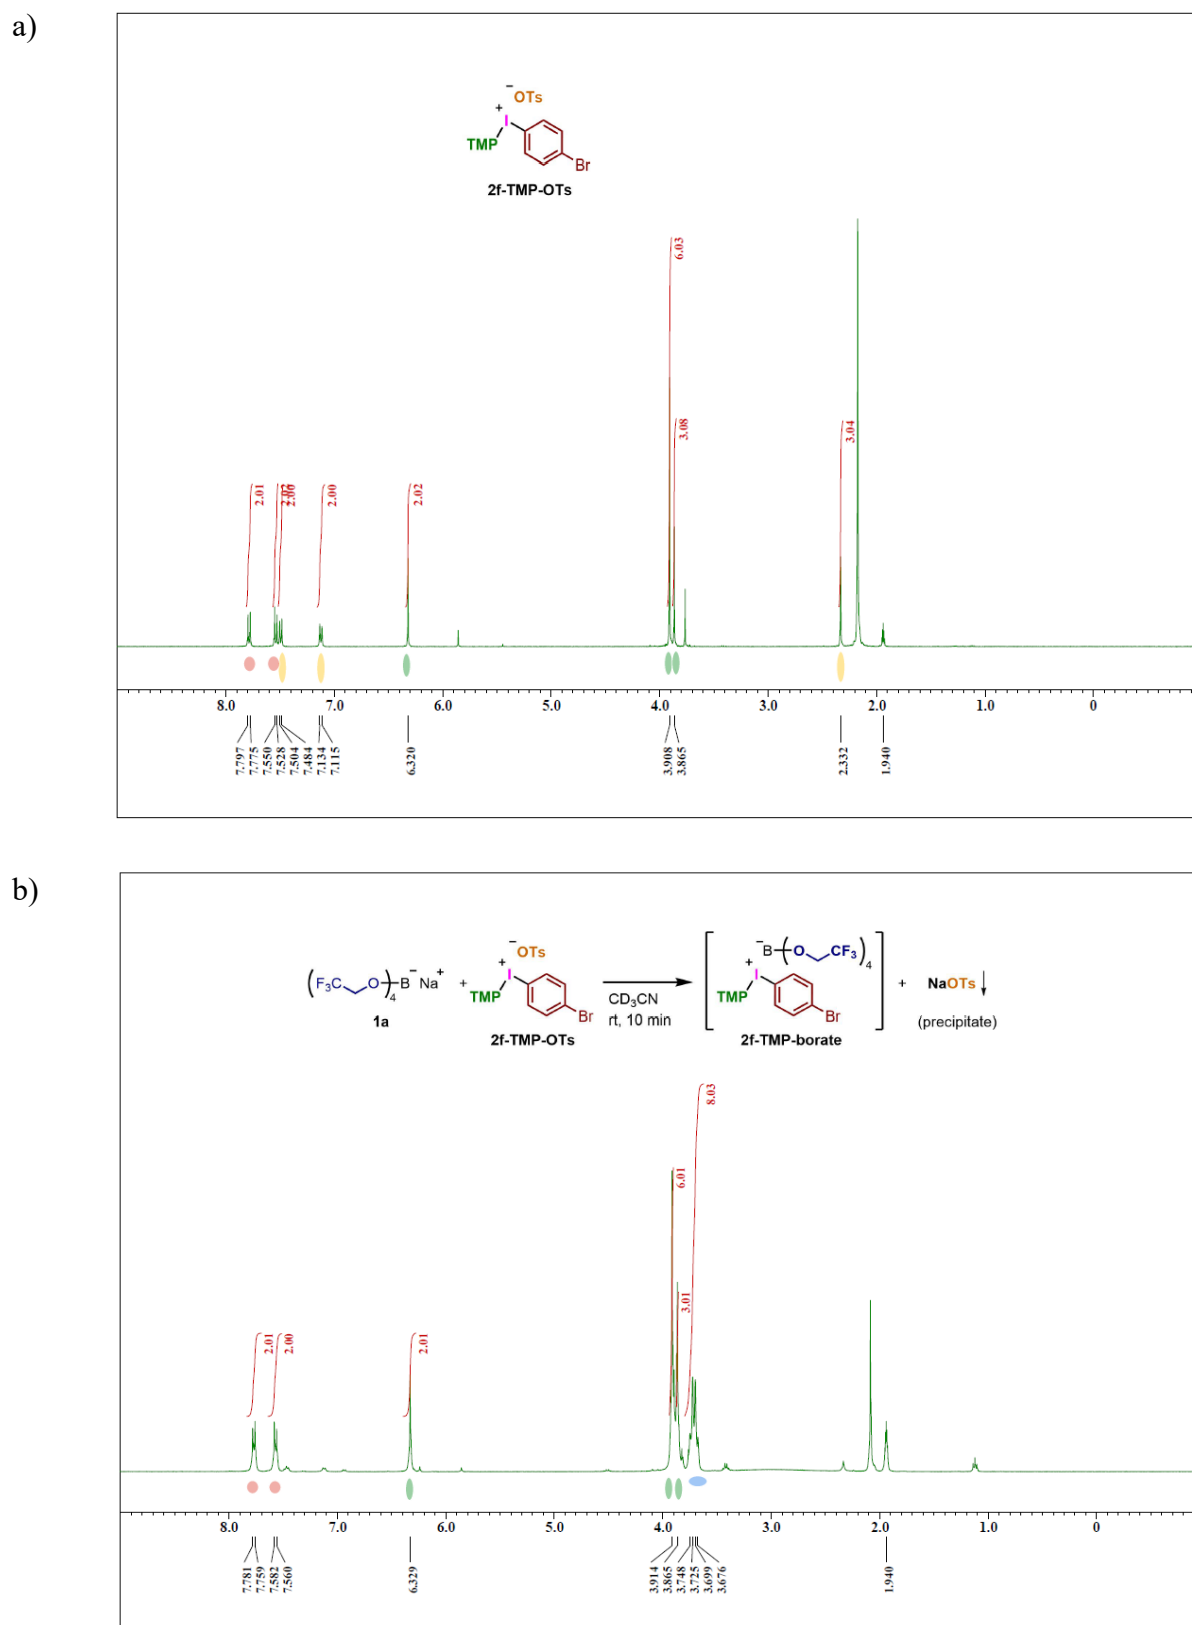 a)
−
OTs
+
I
TMP
Br
2f-TMP-OTs
6.03
3.08
3.04
2.01
2.02
2.00
2.00
2.02
8.0 7.0 6.0 5.0 4.0 3.0 2.0 1.0 0
7.797 7.775 7.550 7.528 7.504 7.484 7.134 7.115 6.320 3.908 3.865 2.332 1.940
b)
(F3C O)4 B− Na+
1a
+
−
OTs
+
I
TMP
Br
2f-TMP-OTs
CD3CN
rt, 10 min
[
−
B(O CF3)4
+
I
TMP
Br
]
2f-TMP-borate
+
NaOTs↓
(precipitate)
8.03
6.01
3.01
2.01
2.00
2.01
8.0 7.0 6.0 5.0 4.0 3.0 2.0 1.0 0
7.781 7.759 7.582 7.560 6.329 3.914 3.865 3.748 3.725 3.699 3.676 1.940